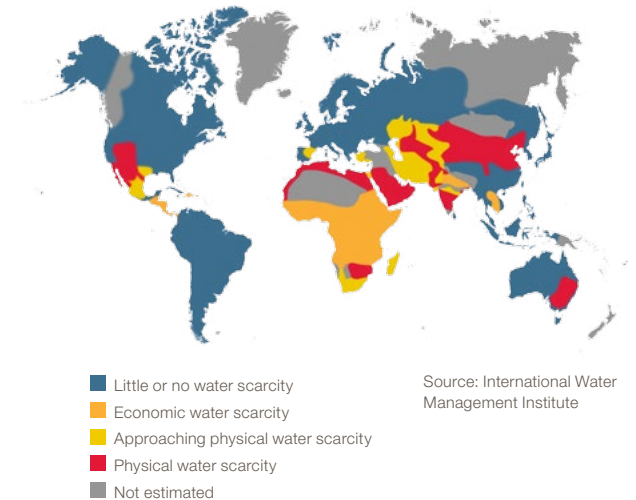 Little or no water scarcity
Economic water scarcity
Approaching physical water scarcity
Physical water scarcity
Not estimated
Source: International Water
Management Institute